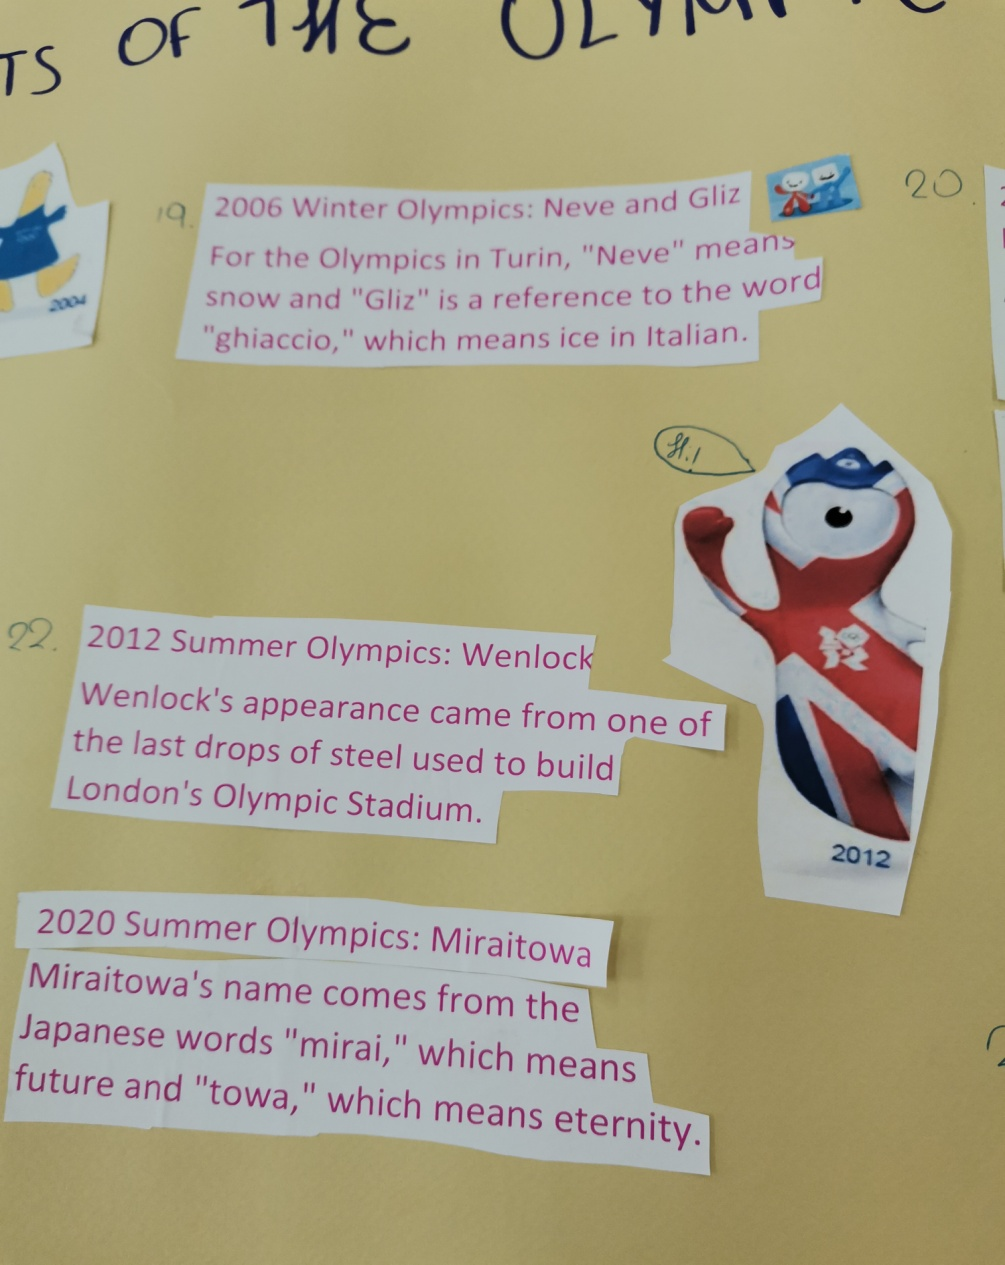 TS OF THE OLYMPIC
2004
19.
2006 Winter Olympics: Neve and Gliz
For the Olympics in Turin, "Neve" means
snow and "Gliz" is a reference to the word
"ghiaccio," which means ice in Italian.
20.
H.1
22.
2012 Summer Olympics: Wenlock
Wenlock's appearance came from one of
the last drops of steel used to build
London's Olympic Stadium.
2012
2020 Summer Olympics: Miraitowa
Miraitowa's name comes from the
Japanese words "mirai," which means
future and "towa," which means eternity.
2